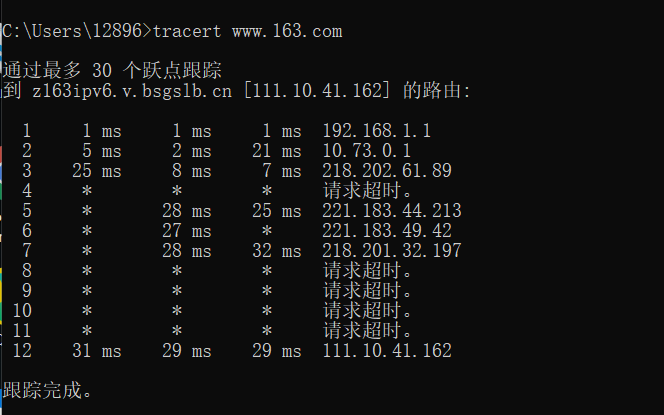 C:\Users\12896>tracert www.163.com
通过最多 30 个跃点跟踪
到 z163ipv6.v.bsgslb.cn [111.10.41.162] 的路由:
1 1 ms 1 ms 1 ms 192.168.1.1
2 5 ms 2 ms 21 ms 10.73.0.1
3 25 ms 8 ms 7 ms 218.202.61.89
4 * * * 请求超时。
5 * 28 ms 25 ms 221.183.44.213
6 * 27 ms * 221.183.49.42
7 * 28 ms 32 ms 218.201.32.197
8 * * * 请求超时。
9 * * * 请求超时。
10 * * * 请求超时。
11 * * * 请求超时。
12 31 ms 29 ms 29 ms 111.10.41.162
跟踪完成。